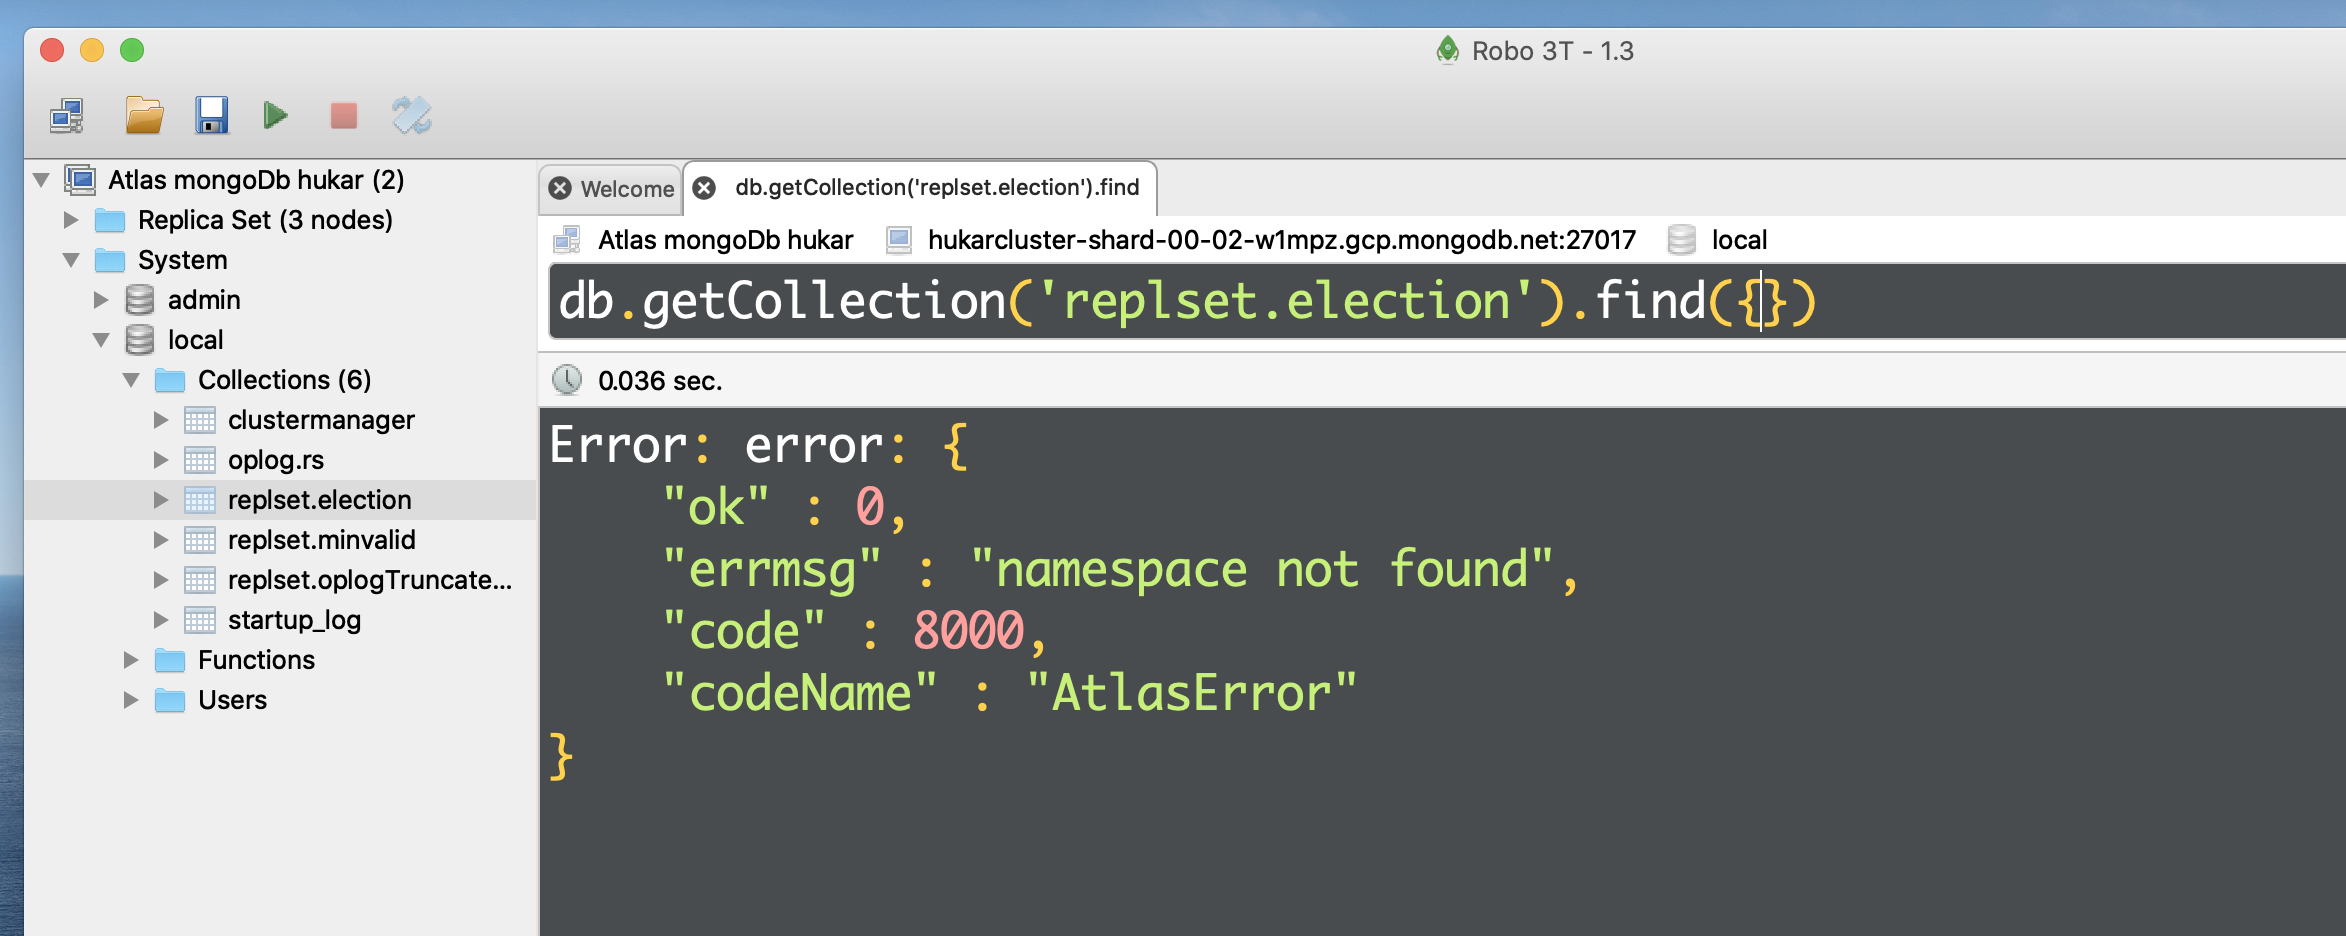 Robo 3T - 1.3
Atlas mongoDb hukar (2)
Replica Set (3 nodes)
System
admin
local
Collections (6)
clustermanager
oplog.rs
replset.election
replset.minvalid
replset.oplogTruncate...
startup_log
Functions
Users
Welcome
db.getCollection('replset.election').find
Atlas mongoDb hukar hukarcluster-shard-00-02-w1mpz.gcp.mongodb.net:27017 local
db.getCollection('replset.election').find({})
0.036 sec.
Error: error: {
"ok" : 0,
"errmsg" : "namespace not found",
"code" : 8000,
"codeName" : "AtlasError"
}